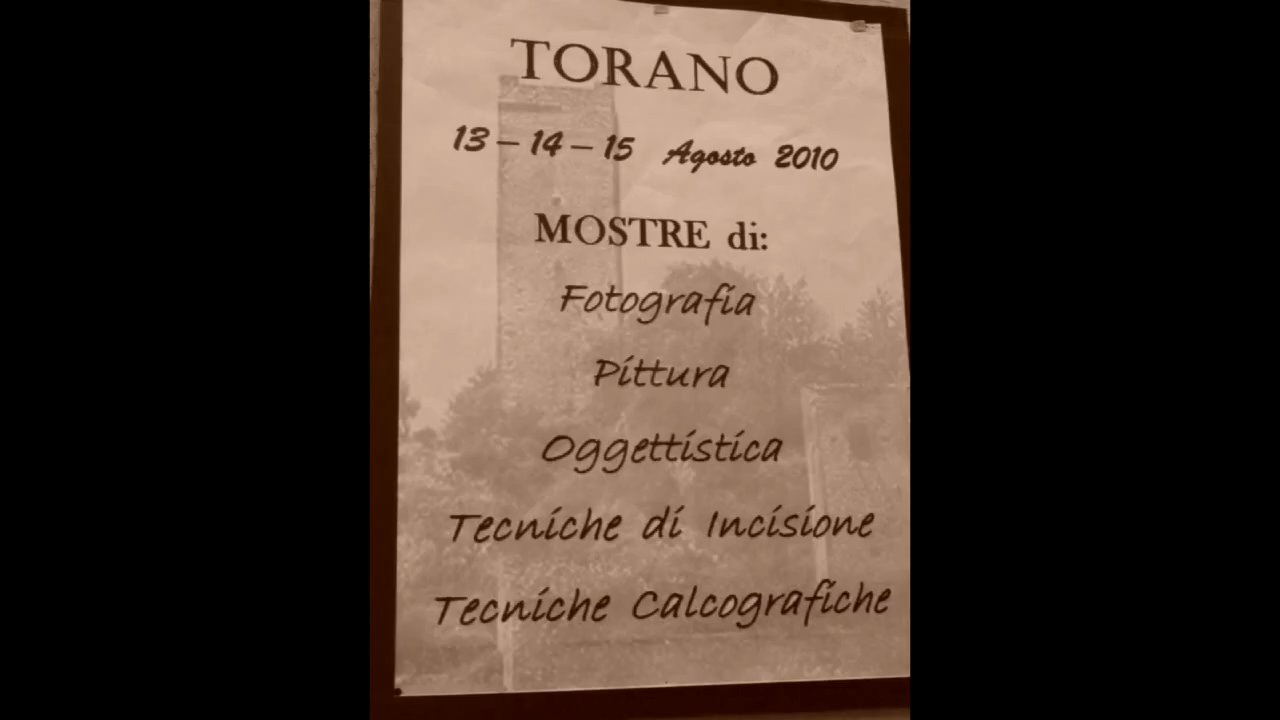 TORANO
13 – 14 – 15 Agosto 2010
MOSTRE di:
Fotografia
Pittura
Oggettistica
Tecniche di Incisione
Tecniche Calcografiche